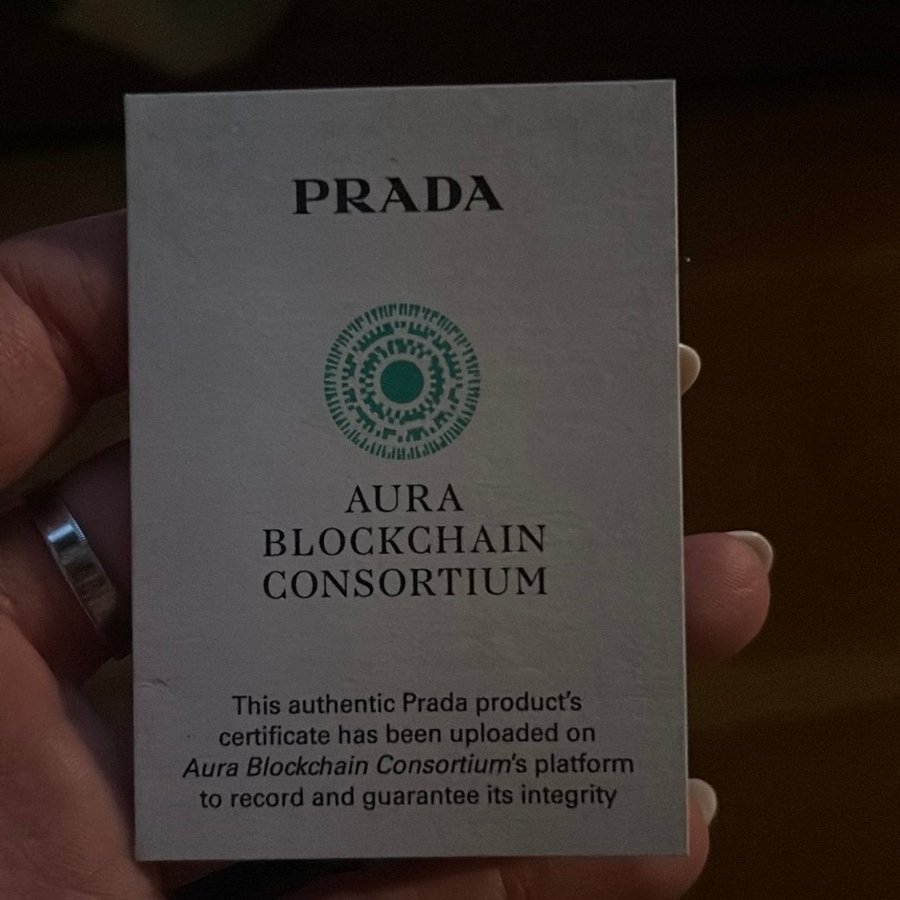 PRADA
AURA
BLOCKCHAIN
CONSORTIUM
This authentic Prada product's
certificate has been uploaded on
Aura Blockchain Consortium's platform
to record and guarantee its integrity